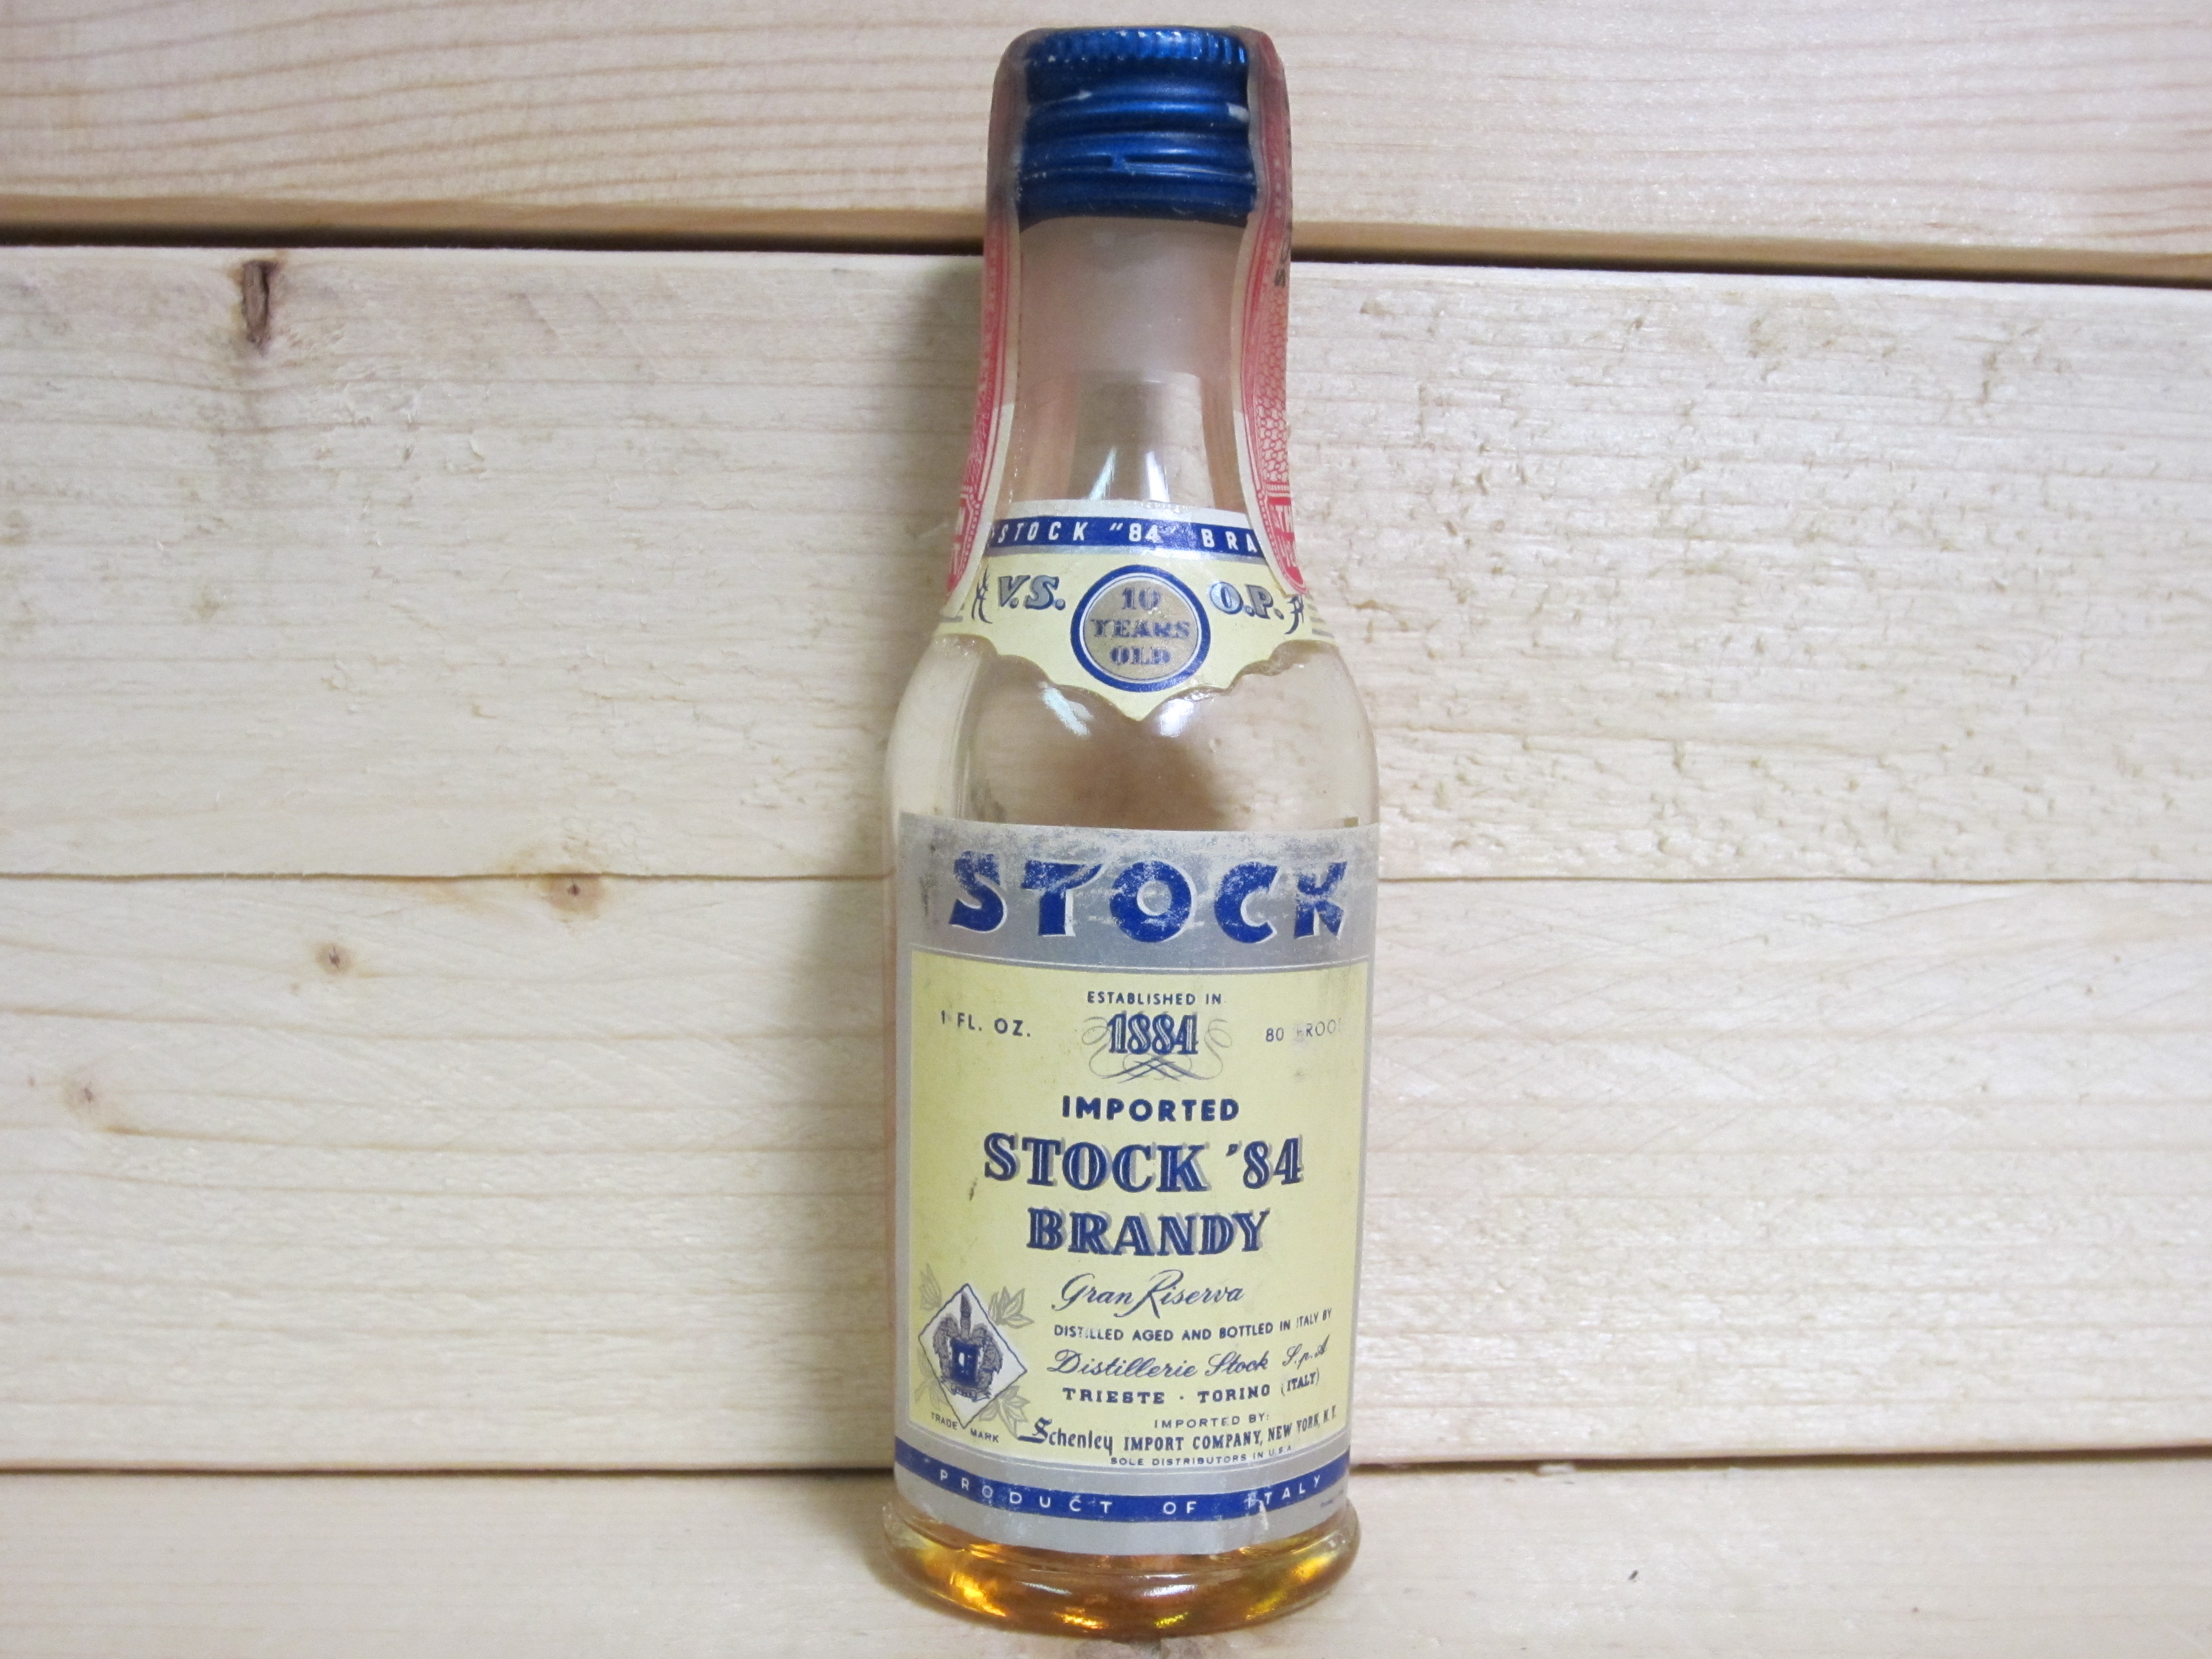 STOCK "84" BRA
V.S. O.P.
10
YEARS
OLD
STOCK
ESTABLISHED IN
1 FL. OZ. 1884 80 PROOF
IMPORTED
STOCK '84
BRANDY
Gran Riserva
DISTILLED AGED AND BOTTLED IN ITALY BY
Distillerie Stock S.p.A
TRIESTE · TORINO (ITALY)
TRADE MARK
IMPORTED BY:
Schenley IMPORT COMPANY, NEW YORK, N.Y.
SOLE DISTRIBUTORS IN U.S.A.
PRODUCT OF ITALY